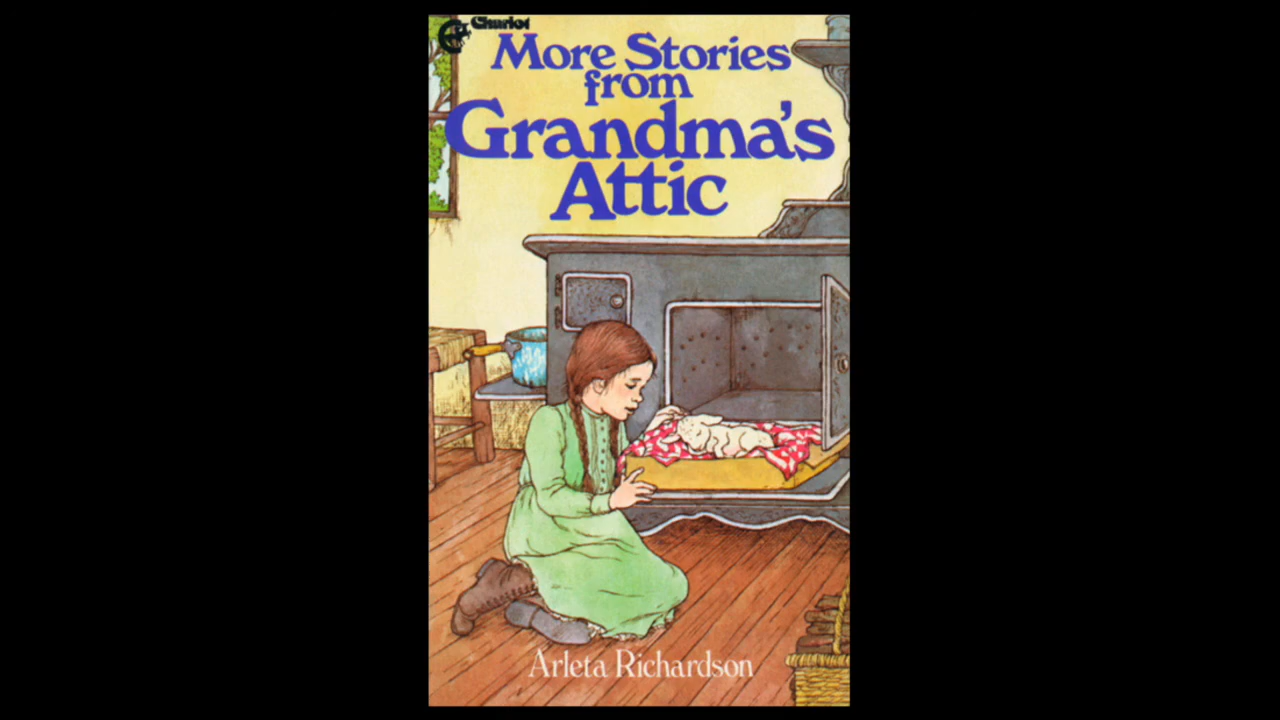 Chariot
More Stories
from
Grandma's
Attic
Arleta Richardson